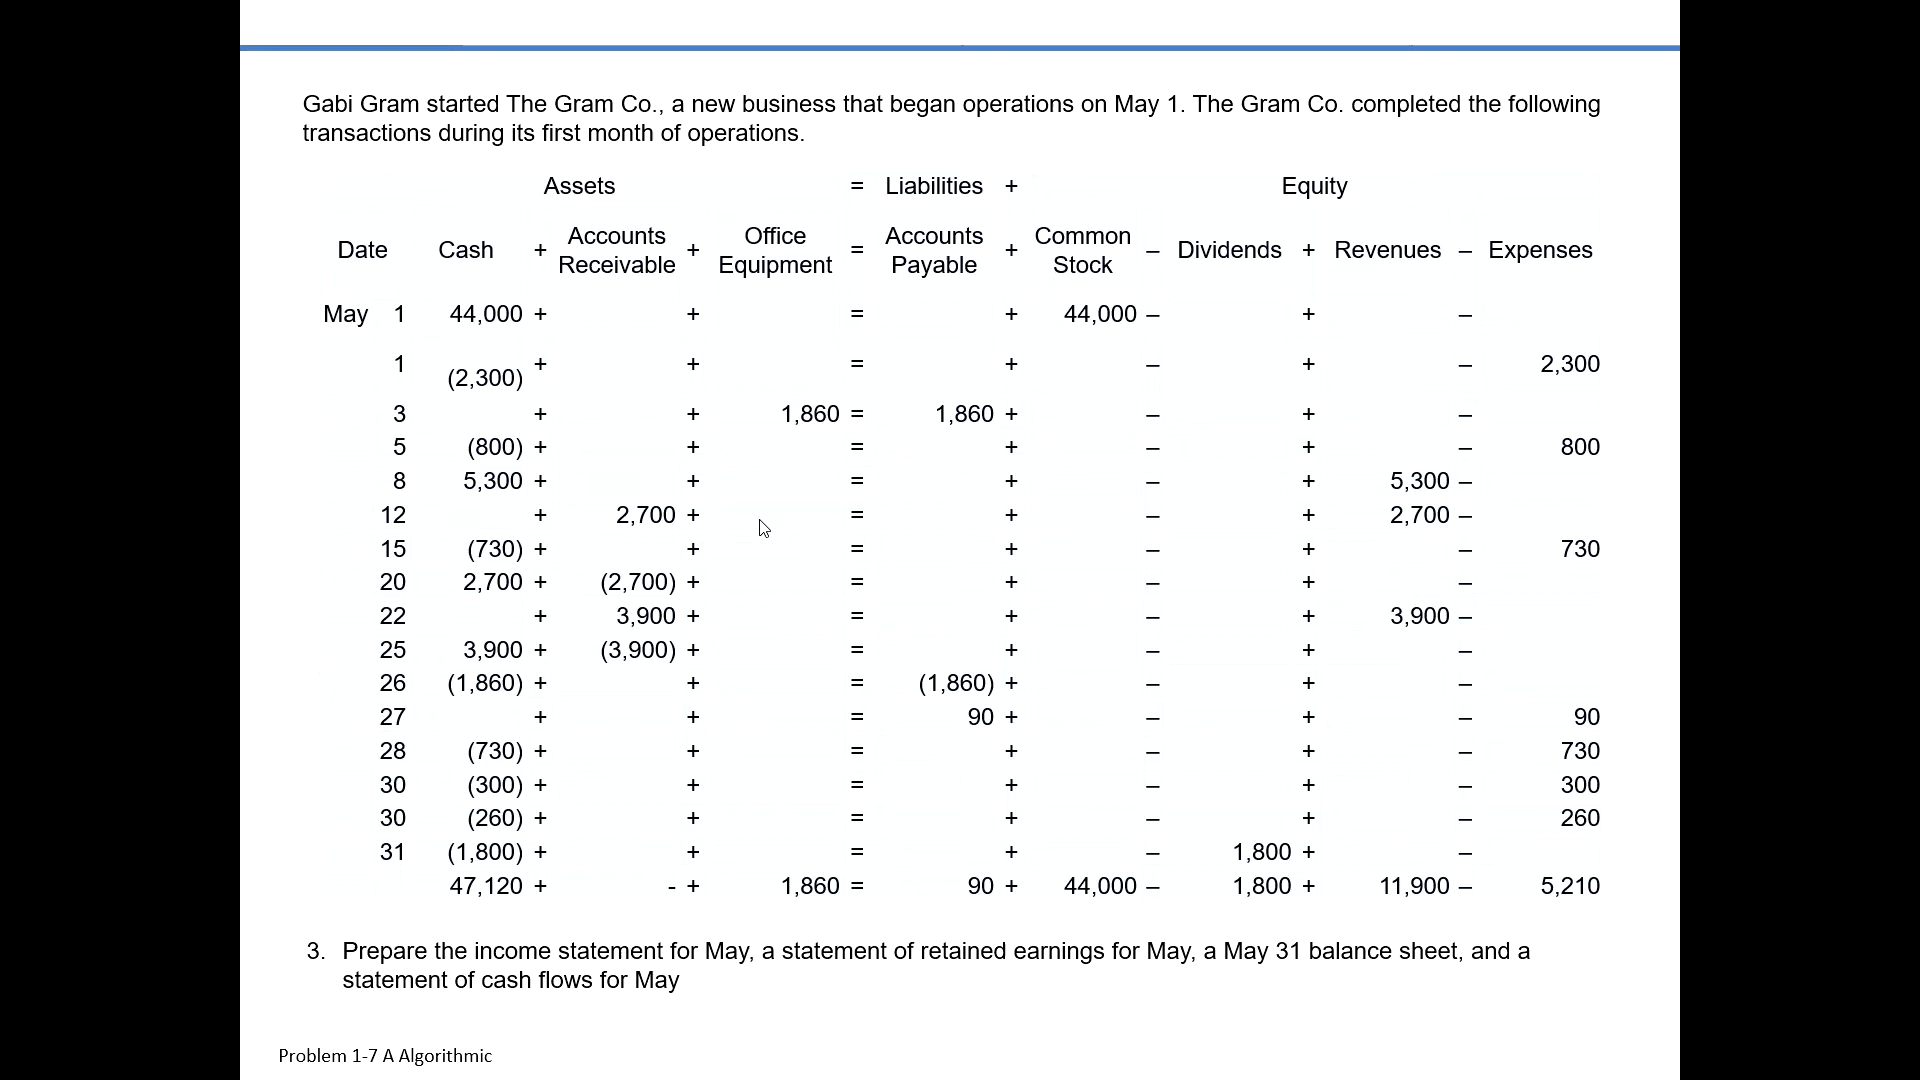 Gabi Gram started The Gram Co., a new business that began operations on May 1. The Gram Co. completed the following
transactions during its first month of operations.
Assets = Liabilities + Equity
Date Cash + Accounts Receivable + Office Equipment = Accounts Payable + Common Stock – Dividends + Revenues – Expenses
May 1 44,000 + + = + 44,000 – + –
1 (2,300) + + = + – + – 2,300
3 + + 1,860 = 1,860 + – + –
5 (800) + + = + – + – 800
8 5,300 + + = + – + 5,300 –
12 + 2,700 + = + – + 2,700 –
15 (730) + + = + – + – 730
20 2,700 + (2,700) + = + – + –
22 + 3,900 + = + – + 3,900 –
25 3,900 + (3,900) + = + – + –
26 (1,860) + + = (1,860) + – + –
27 + + = 90 + – + – 90
28 (730) + + = + – + – 730
30 (300) + + = + – + – 300
30 (260) + + = + – + – 260
31 (1,800) + + = + – 1,800 + –
47,120 + - + 1,860 = 90 + 44,000 – 1,800 + 11,900 – 5,210
3. Prepare the income statement for May, a statement of retained earnings for May, a May 31 balance sheet, and a
statement of cash flows for May
Problem 1-7 A Algorithmic